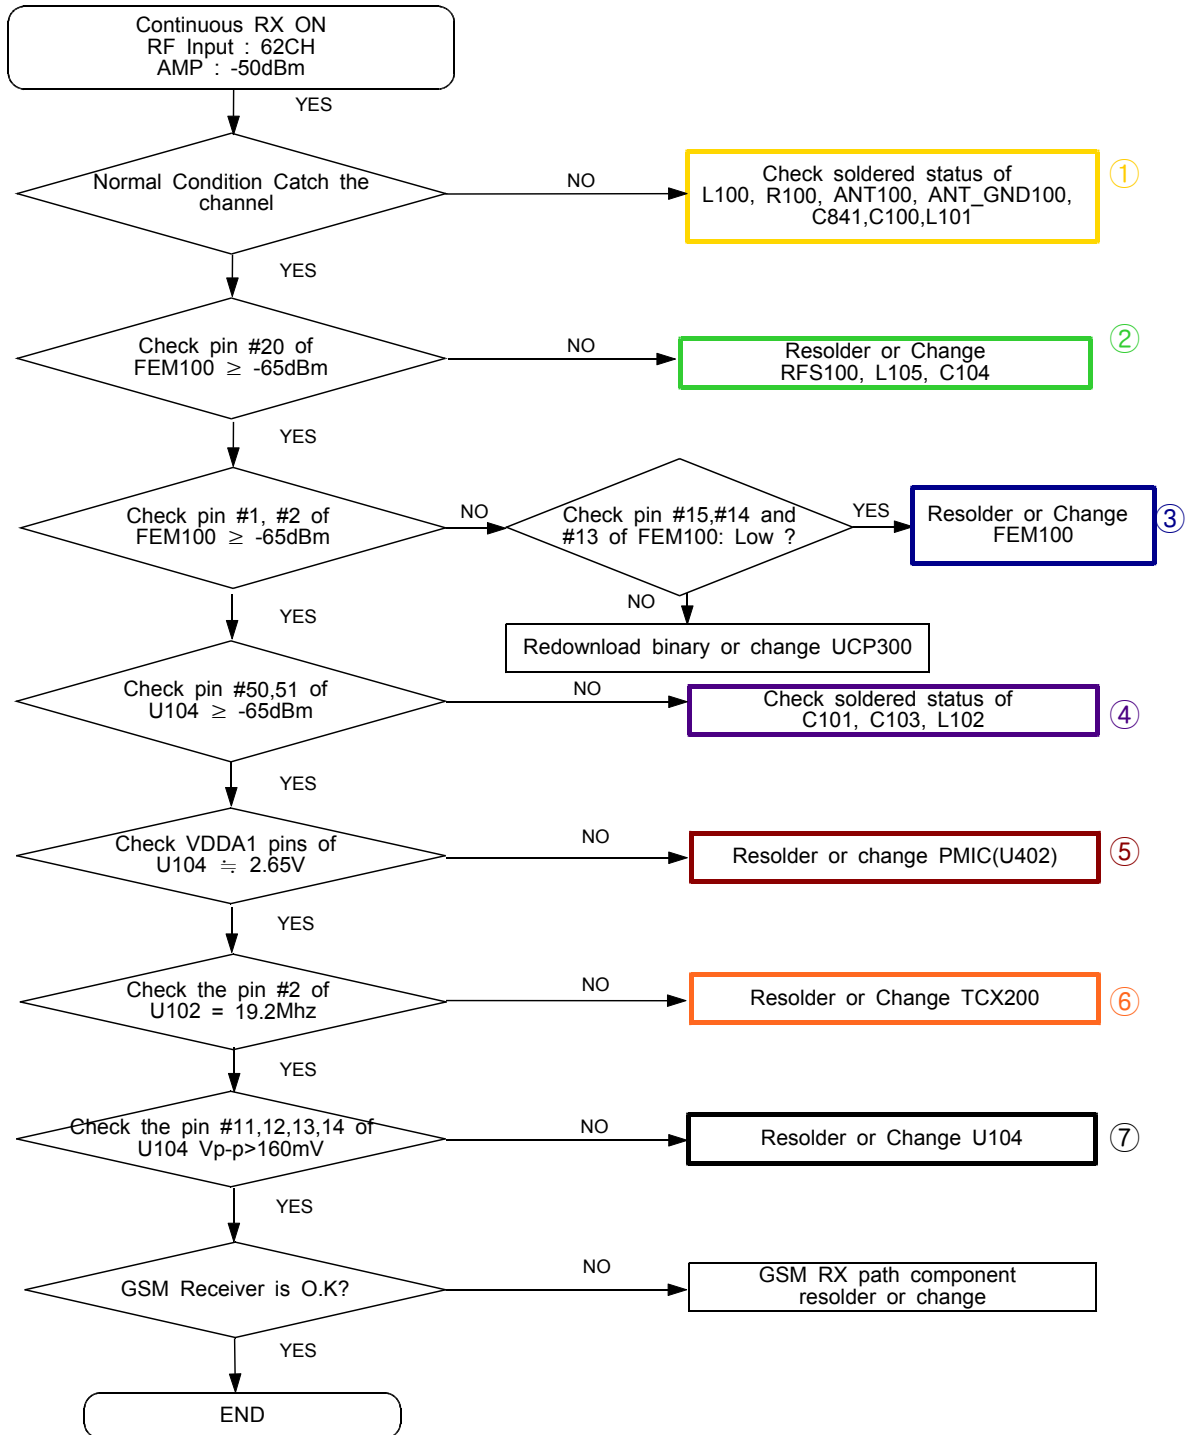 Continuous RX ON
RF Input : 62CH
AMP : -50dBm
YES
Normal Condition Catch the
channel
NO
Check soldered status of
L100, R100, ANT100, ANT_GND100,
C841,C100,L101
①
YES
Check pin #20 of
FEM100 ≥ -65dBm
NO
Resolder or Change
RFS100, L105, C104
②
YES
Check pin #1, #2 of
FEM100 ≥ -65dBm
NO
Check pin #15,#14 and
#13 of FEM100: Low ?
YES
Resolder or Change
FEM100
③
NO
Redownload binary or change UCP300
YES
Check pin #50,51 of
U104 ≥ -65dBm
NO
Check soldered status of
C101, C103, L102
④
YES
Check VDDA1 pins of
U104 ≒ 2.65V
NO
Resolder or change PMIC(U402)
⑤
YES
Check the pin #2 of
U102 = 19.2Mhz
NO
Resolder or Change TCX200
⑥
YES
Check the pin #11,12,13,14 of
U104 Vp-p>160mV
NO
Resolder or Change U104
⑦
YES
GSM Receiver is O.K?
NO
GSM RX path component
resolder or change
YES
END